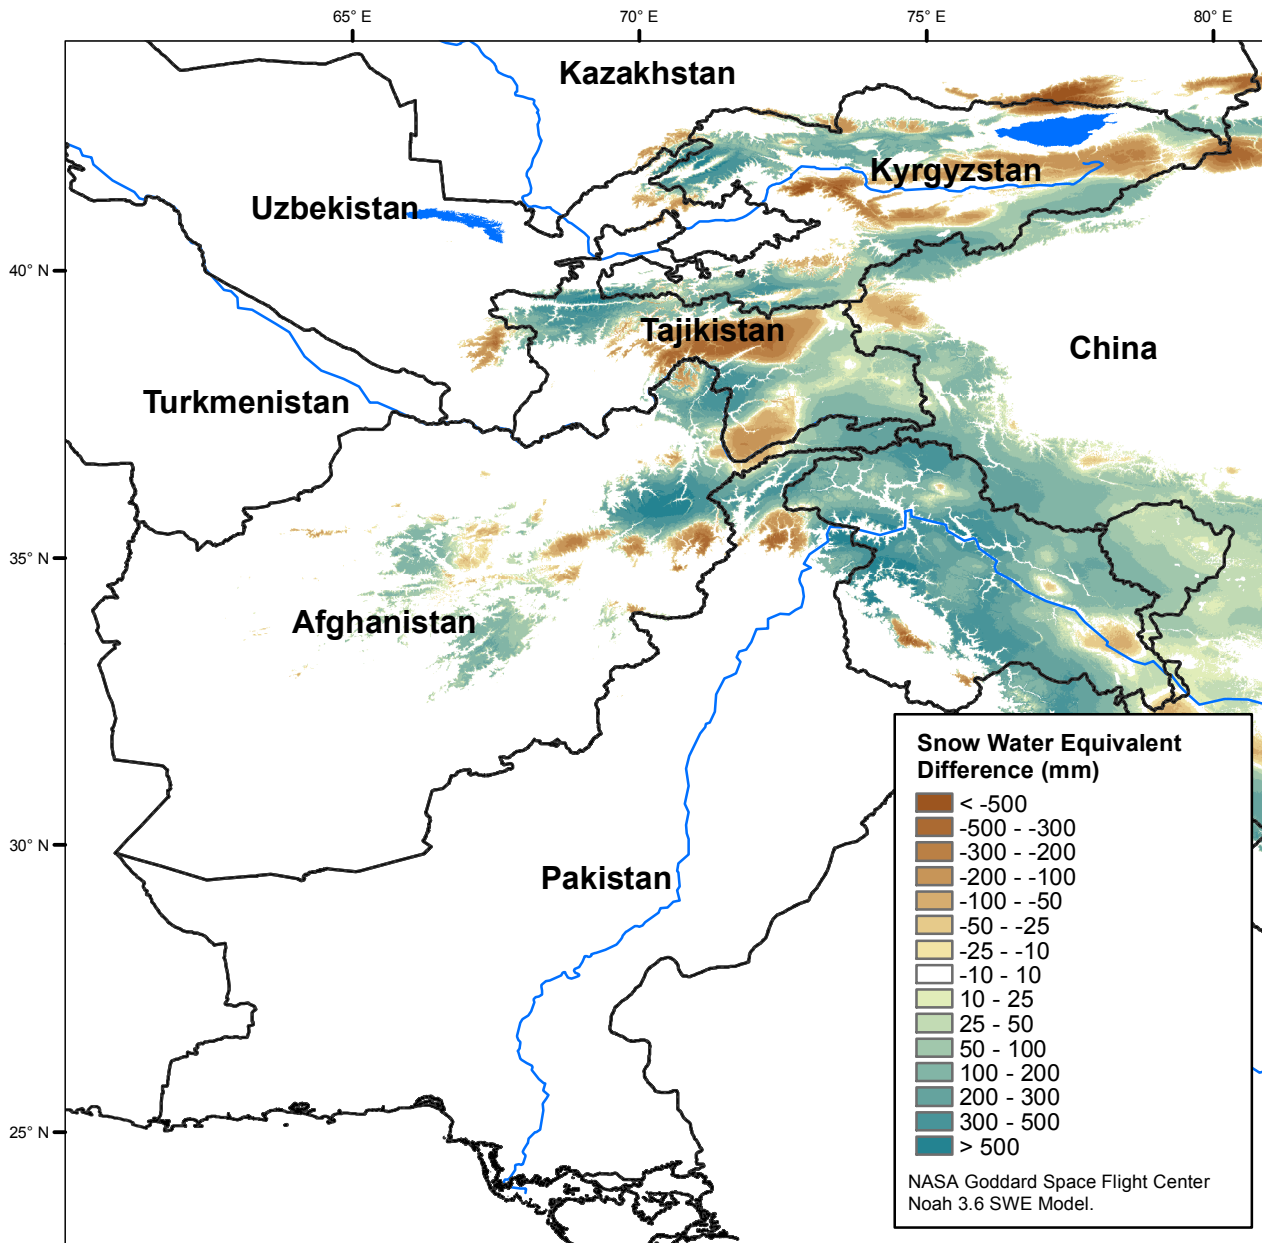 65° E
70° E
75° E
80° E
Kazakhstan
Kyrgyzstan
Uzbekistan
40° N
Tajikistan
China
Turkmenistan
35° N
Afghanistan
30° N
Pakistan
25° N
Snow Water Equivalent
Difference (mm)
< -500
-500 - -300
-300 - -200
-200 - -100
-100 - -50
-50 - -25
-25 - -10
-10 - 10
10 - 25
25 - 50
50 - 100
100 - 200
200 - 300
300 - 500
> 500
NASA Goddard Space Flight Center
Noah 3.6 SWE Model.